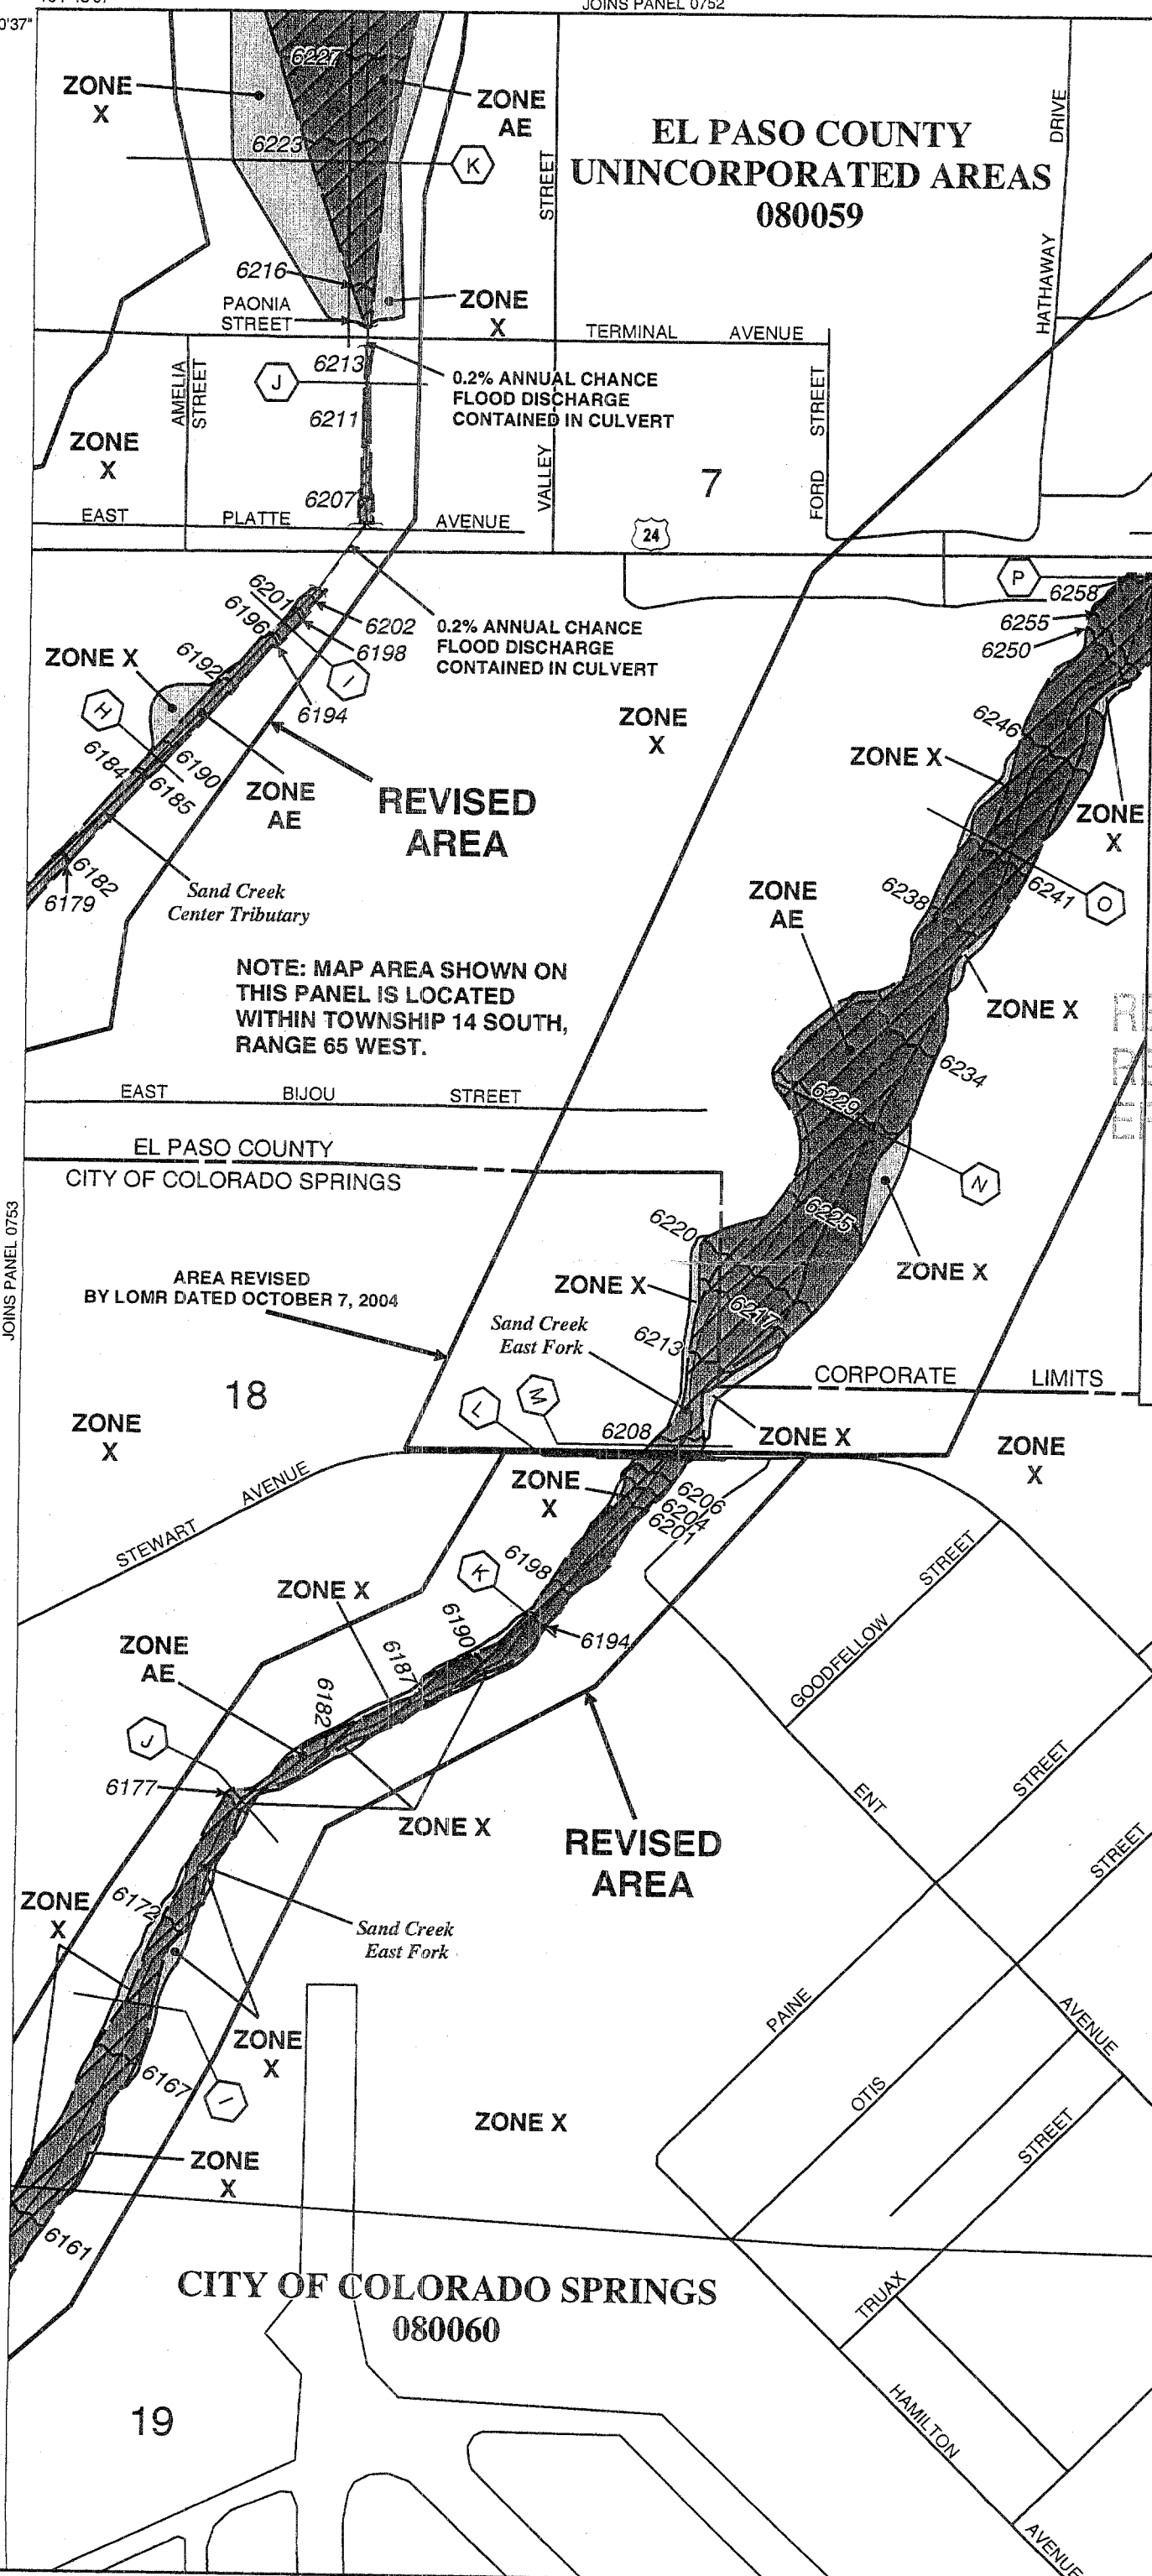 JOINS PANEL 0752
0'37"
ZONE
X
6227
ZONE
AE
6223
K
STREET
EL PASO COUNTY
UNINCORPORATED AREAS
080059
DRIVE
HATHAWAY
6216
PAONIA
STREET
ZONE
X
TERMINAL AVENUE
AMELIA
STREET
6213
J
0.2% ANNUAL CHANCE
FLOOD DISCHARGE
CONTAINED IN CULVERT
6211
FORD STREET
ZONE
X
VALLEY
7
6207
EAST PLATTE AVENUE
24
P
6258
6255
6250
6201
6196
6202
6198
0.2% ANNUAL CHANCE
FLOOD DISCHARGE
CONTAINED IN CULVERT
ZONE X
6192
I
6194
H
ZONE
X
6246
ZONE X
6190
6184
6185
ZONE
AE
REVISED
AREA
ZONE
X
6182
6179
Sand Creek
Center Tributary
ZONE
AE
6238
6241
O
NOTE: MAP AREA SHOWN ON
THIS PANEL IS LOCATED
WITHIN TOWNSHIP 14 SOUTH,
RANGE 65 WEST.
ZONE X
6234
EAST BIJOU STREET
6229
EL PASO COUNTY
CITY OF COLORADO SPRINGS
N
JOINS PANEL 0753
6220
6225
ZONE X
AREA REVISED
BY LOMR DATED OCTOBER 7, 2004
ZONE X
6217
Sand Creek
East Fork
6213
CORPORATE LIMITS
18
L
M
ZONE
X
6208
ZONE X
ZONE
X
STEWART AVENUE
ZONE
X
6206
6204
6201
K
6198
ZONE X
6190
6194
STREET
GOODFELLOW
ZONE
AE
6187
6182
J
6177
ZONE X
ENT
STREET
REVISED
AREA
STREET
ZONE
X
6172
Sand Creek
East Fork
PAINE
AVENUE
ZONE
X
6167
I
OTIS
ZONE X
STREET
ZONE
X
6161
CITY OF COLORADO SPRINGS
080060
TRUAX
19
HAMILTON
AVENUE